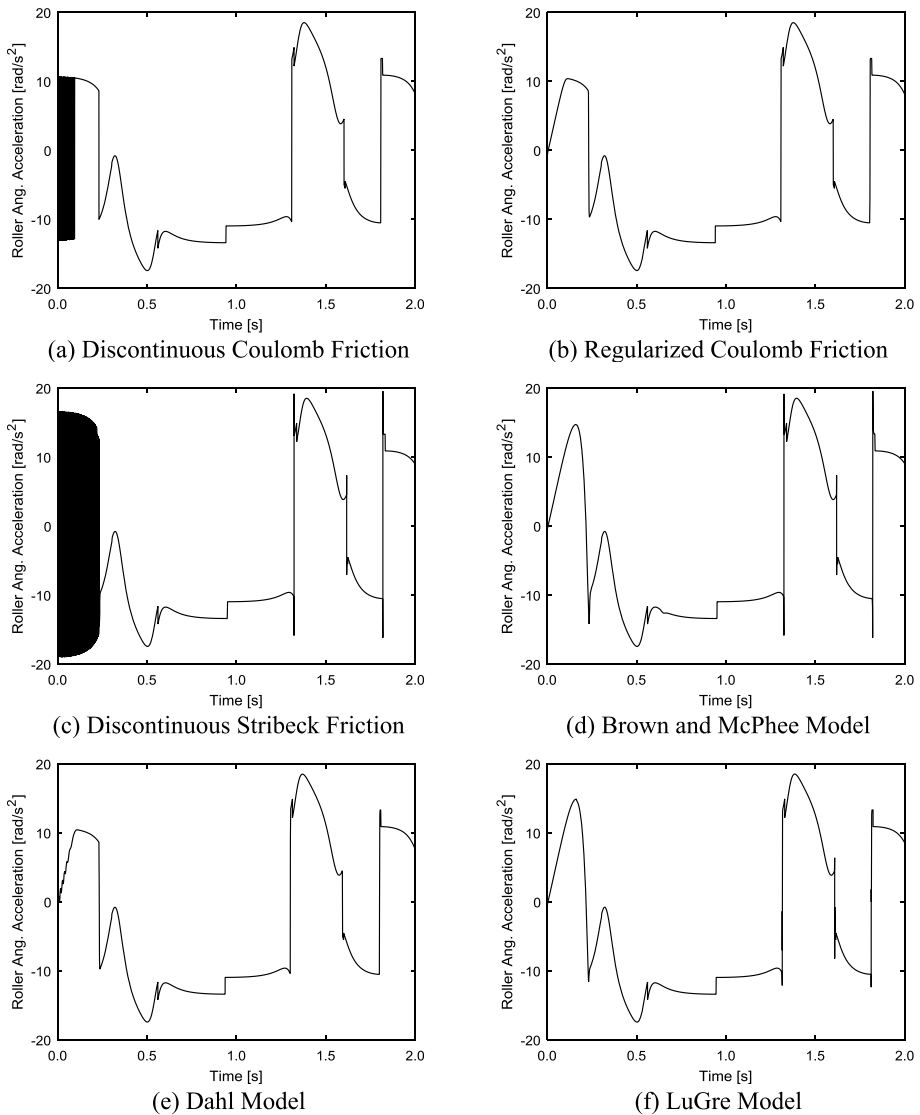 20
10
0
-10
-20
Roller Ang. Acceleration [rad/s²]
0.0 0.5 1.0 1.5 2.0
Time [s]
(a) Discontinuous Coulomb Friction
20
10
0
-10
-20
Roller Ang. Acceleration [rad/s²]
0.0 0.5 1.0 1.5 2.0
Time [s]
(b) Regularized Coulomb Friction
20
10
0
-10
-20
Roller Ang. Acceleration [rad/s²]
0.0 0.5 1.0 1.5 2.0
Time [s]
(c) Discontinuous Stribeck Friction
20
10
0
-10
-20
Roller Ang. Acceleration [rad/s²]
0.0 0.5 1.0 1.5 2.0
Time [s]
(d) Brown and McPhee Model
20
10
0
-10
-20
Roller Ang. Acceleration [rad/s²]
0.0 0.5 1.0 1.5 2.0
Time [s]
(e) Dahl Model
20
10
0
-10
-20
Roller Ang. Acceleration [rad/s²]
0.0 0.5 1.0 1.5 2.0
Time [s]
(f) LuGre Model